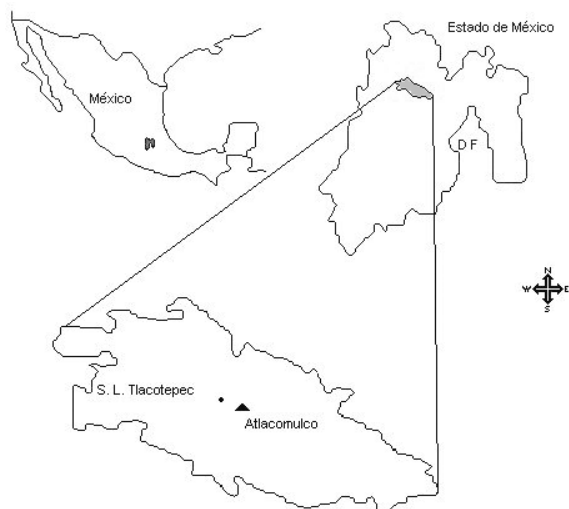 Estado de México
México
D F
N
W E
S
S. L. Tlacotepec
Atlacomulco